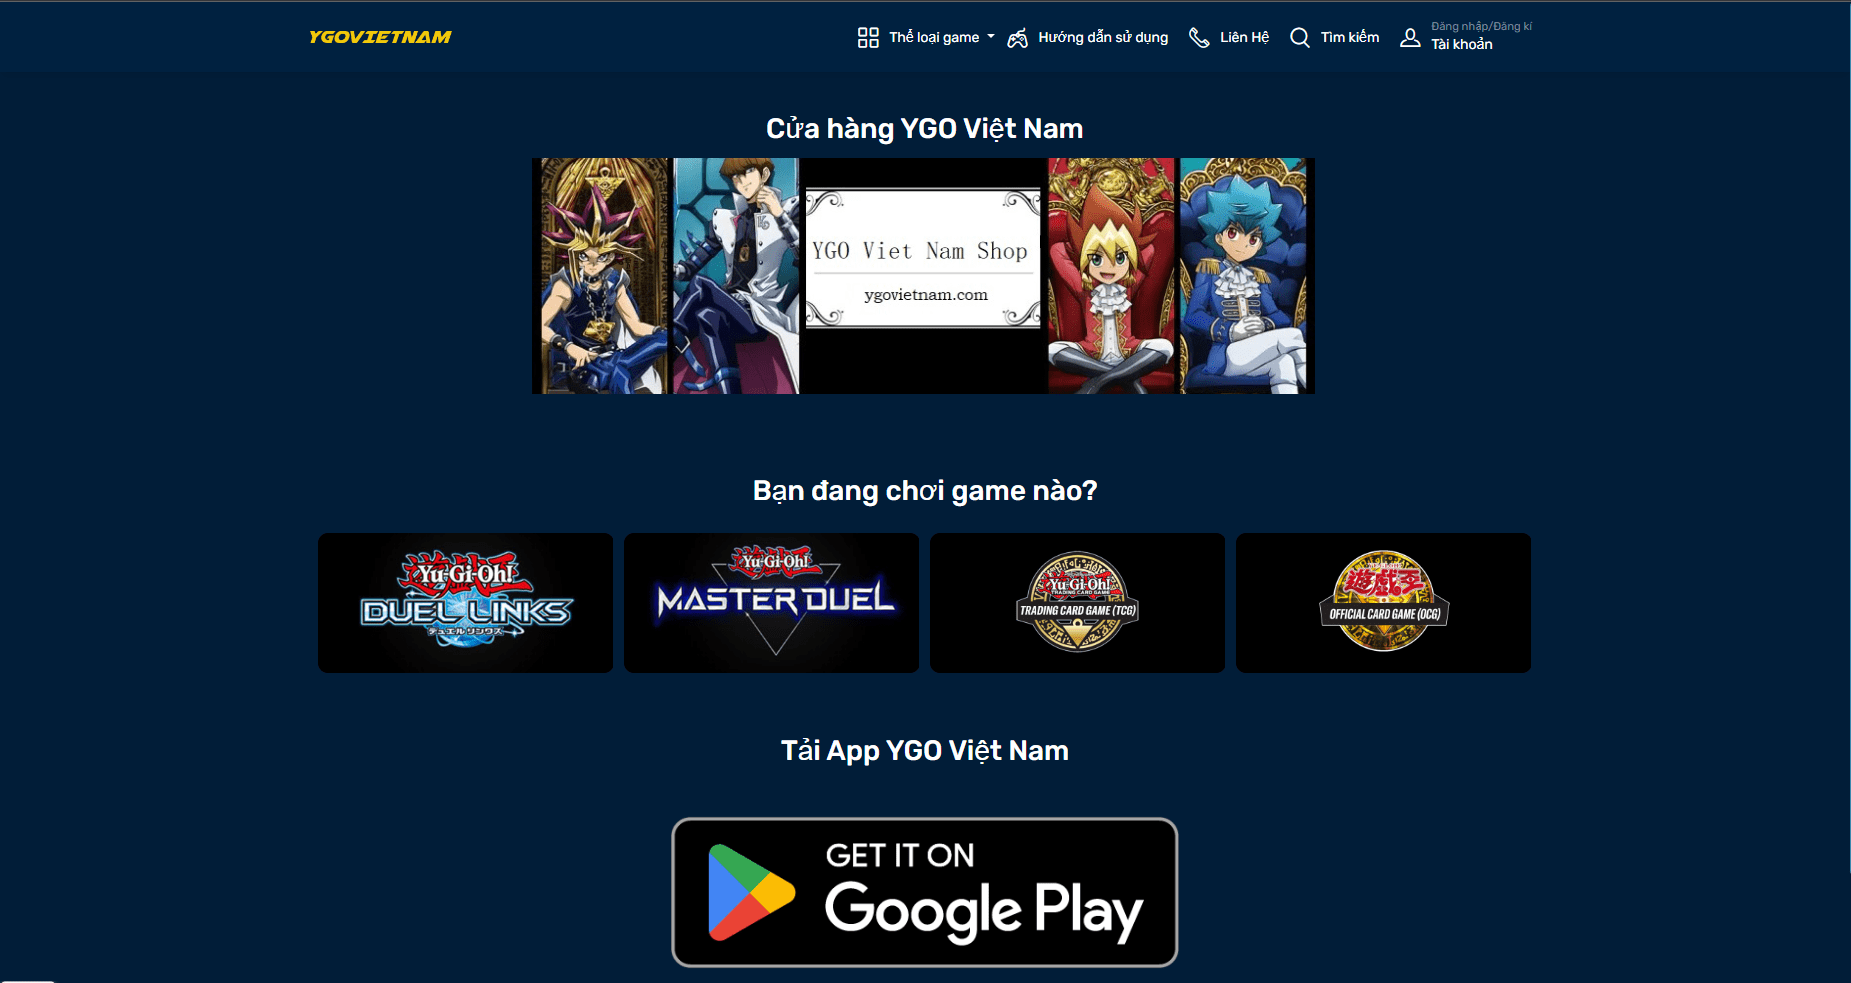 YGOVIETNAM
Thể loại game
Hướng dẫn sử dụng
Liên Hệ
Tìm kiếm
Đăng nhập/Đăng kí
Tài khoản
Cửa hàng YGO Việt Nam
YGO Viet Nam Shop
ygovietnam.com
Bạn đang chơi game nào?
Yu-Gi-Oh!
DUEL LINKS
デュエルリンクス
Yu-Gi-Oh!
MASTER DUEL
Yu-Gi-Oh!
TRADING CARD GAME
TRADING CARD GAME (TCG)
遊戯王
OFFICIAL CARD GAME (OCG)
Tải App YGO Việt Nam
GET IT ON
Google Play